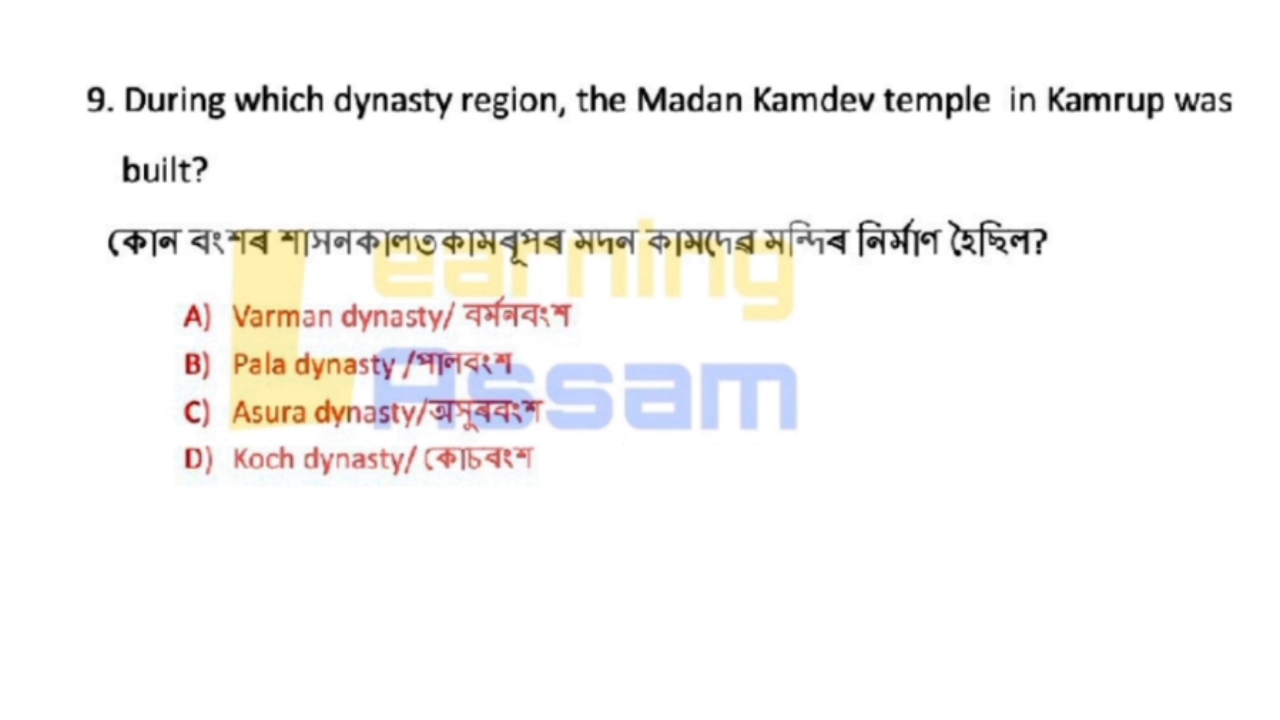 9. During which dynasty region, the Madan Kamdev temple in Kamrup was
built?
কোন বংশৰ শাসনকালত কামৰূপৰ মদন কামদেৱ মন্দিৰ নিৰ্মাণ হৈছিল?
Learning
Assam
A) Varman dynasty/ বৰ্মনবংশ
B) Pala dynasty /পালবংশ
C) Asura dynasty/অসুৰবংশ
D) Koch dynasty/ কোচবংশ